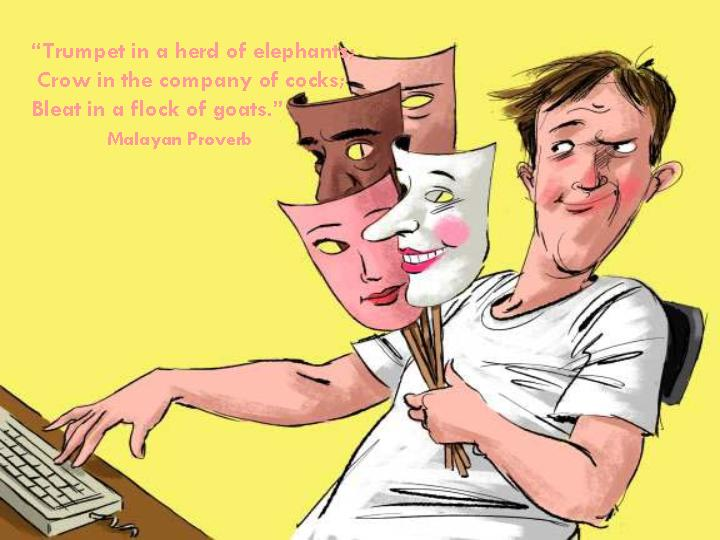 “Trumpet in a herd of elephants;
Crow in the company of cocks;
Bleat in a flock of goats.”
Malayan Proverb